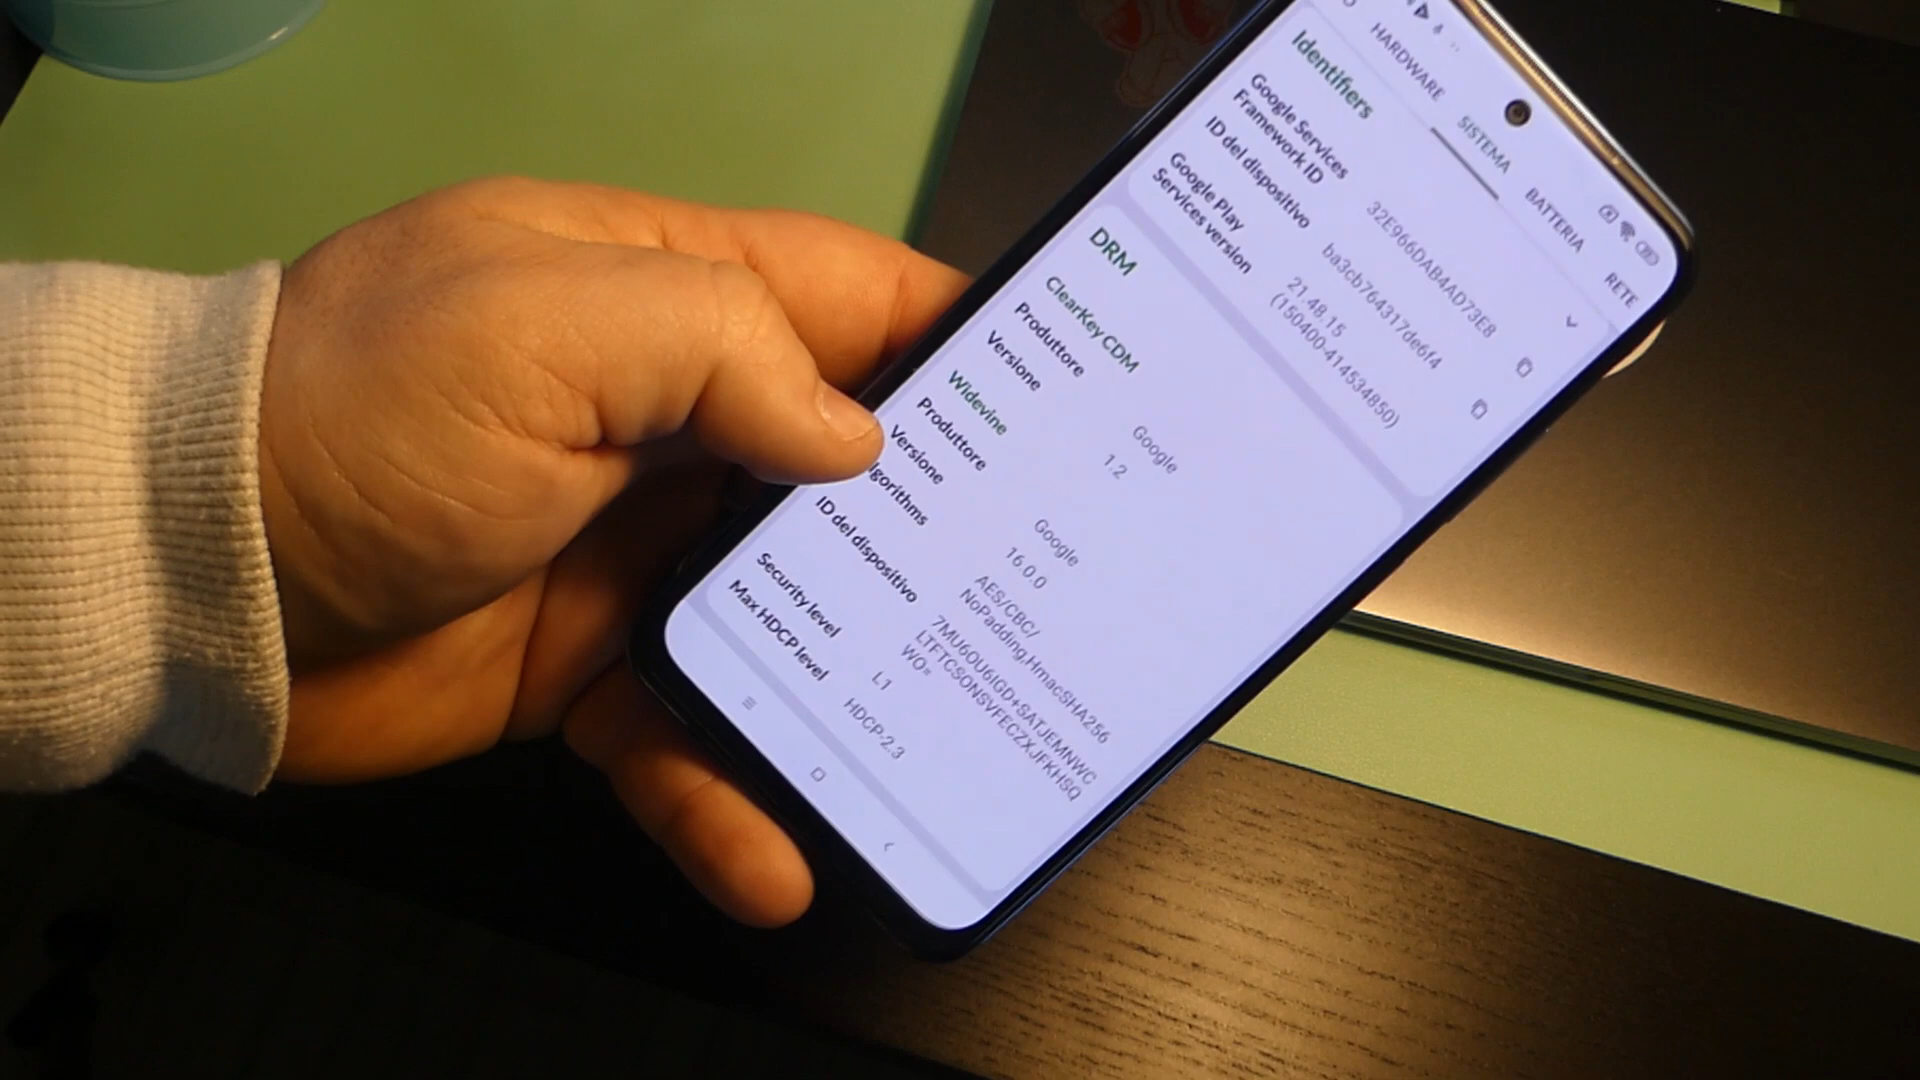 HARDWARE
SISTEMA
BATTERIA
RETE
Identifiers
Google Services
Framework ID
32E966DAB4AD73E8
ID del dispositivo
ba3cb764317de6f4
Google Play
Services version
21.48.15
(150400-414534850)
DRM
ClearKey CDM
Produttore
Google
Versione
1.2
Widevine
Produttore
Google
Versione
16.0.0
lgorithms
AES/CBC/
NoPadding,HmacSHA256
ID del dispositivo
7MU6OU6IGD+SATJEMNWC
LTFTCSONSVFECZXJFKHSQ
WO=
Security level
L1
Max HDCP level
HDCP-2.3